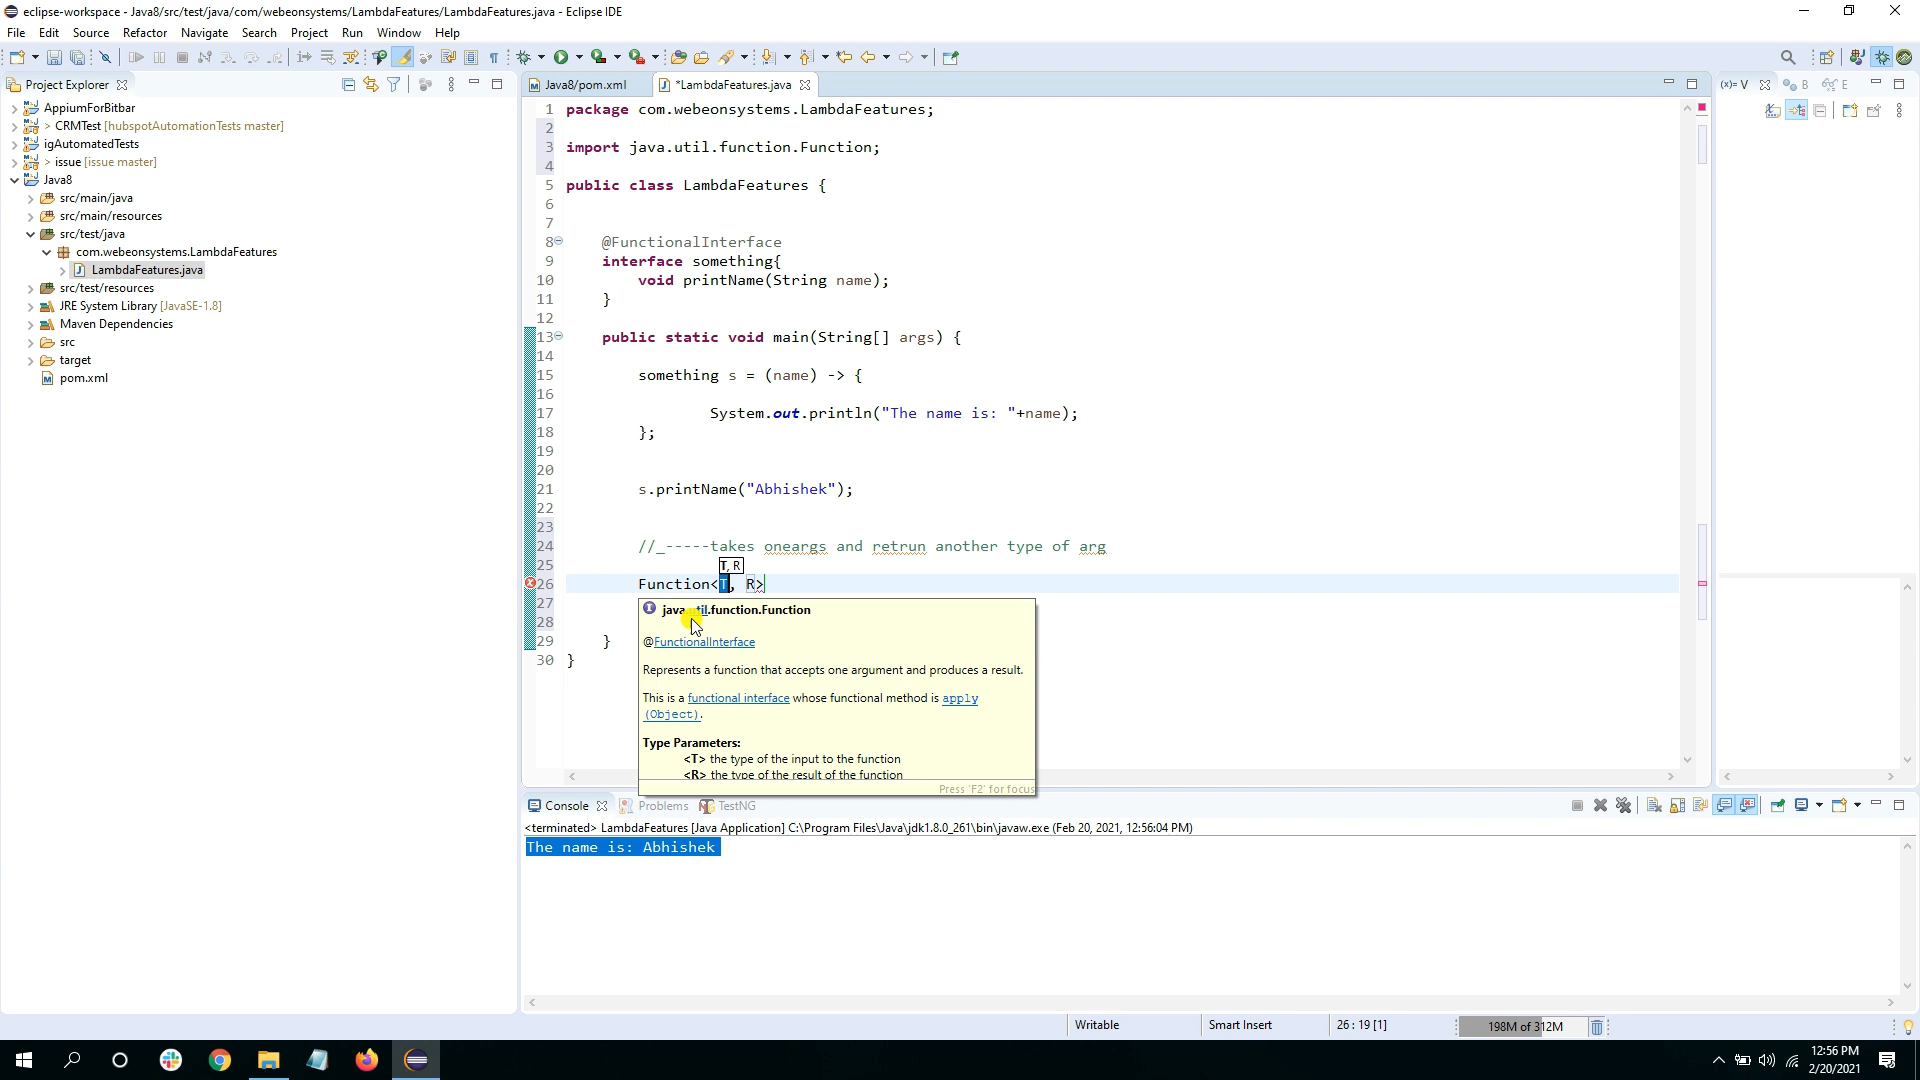 eclipse-workspace - Java8/src/test/java/com/webeonsystems/LambdaFeatures/LambdaFeatures.java - Eclipse IDE
File Edit Source Refactor Navigate Search Project Run Window Help
Project Explorer
Java8/pom.xml
*LambdaFeatures.java
(x)= V
B
E
AppiumForBitbar
> CRMTest [hubspotAutomationTests master]
igAutomatedTests
> issue [issue master]
Java8
src/main/java
src/main/resources
src/test/java
com.webeonsystems.LambdaFeatures
LambdaFeatures.java
src/test/resources
JRE System Library [JavaSE-1.8]
Maven Dependencies
src
target
pom.xml
1 package com.webeonsystems.LambdaFeatures;
2
3 import java.util.function.Function;
4
5 public class LambdaFeatures {
6
7
8 @FunctionalInterface
9 interface something{
10 void printName(String name);
11 }
12
13 public static void main(String[] args) {
14
15 something s = (name) -> {
16
17 System.out.println("The name is: "+name);
18 };
19
20
21 s.printName("Abhishek");
22
23
24 //_-----takes oneargs and retrun another type of arg
25
T, R
26 Function<T, R>
27
28
29 }
30 }
java.util.function.Function
@FunctionalInterface
Represents a function that accepts one argument and produces a result.
This is a functional interface whose functional method is apply
(Object).
Type Parameters:
<T> the type of the input to the function
<R> the type of the result of the function
Press 'F2' for focus
Console Problems TestNG
<terminated> LambdaFeatures [Java Application] C:\Program Files\Java\jdk1.8.0_261\bin\javaw.exe (Feb 20, 2021, 12:56:04 PM)
The name is: Abhishek
Writable
Smart Insert
26 : 19 [1]
198M of 312M
12:56 PM
2/20/2021